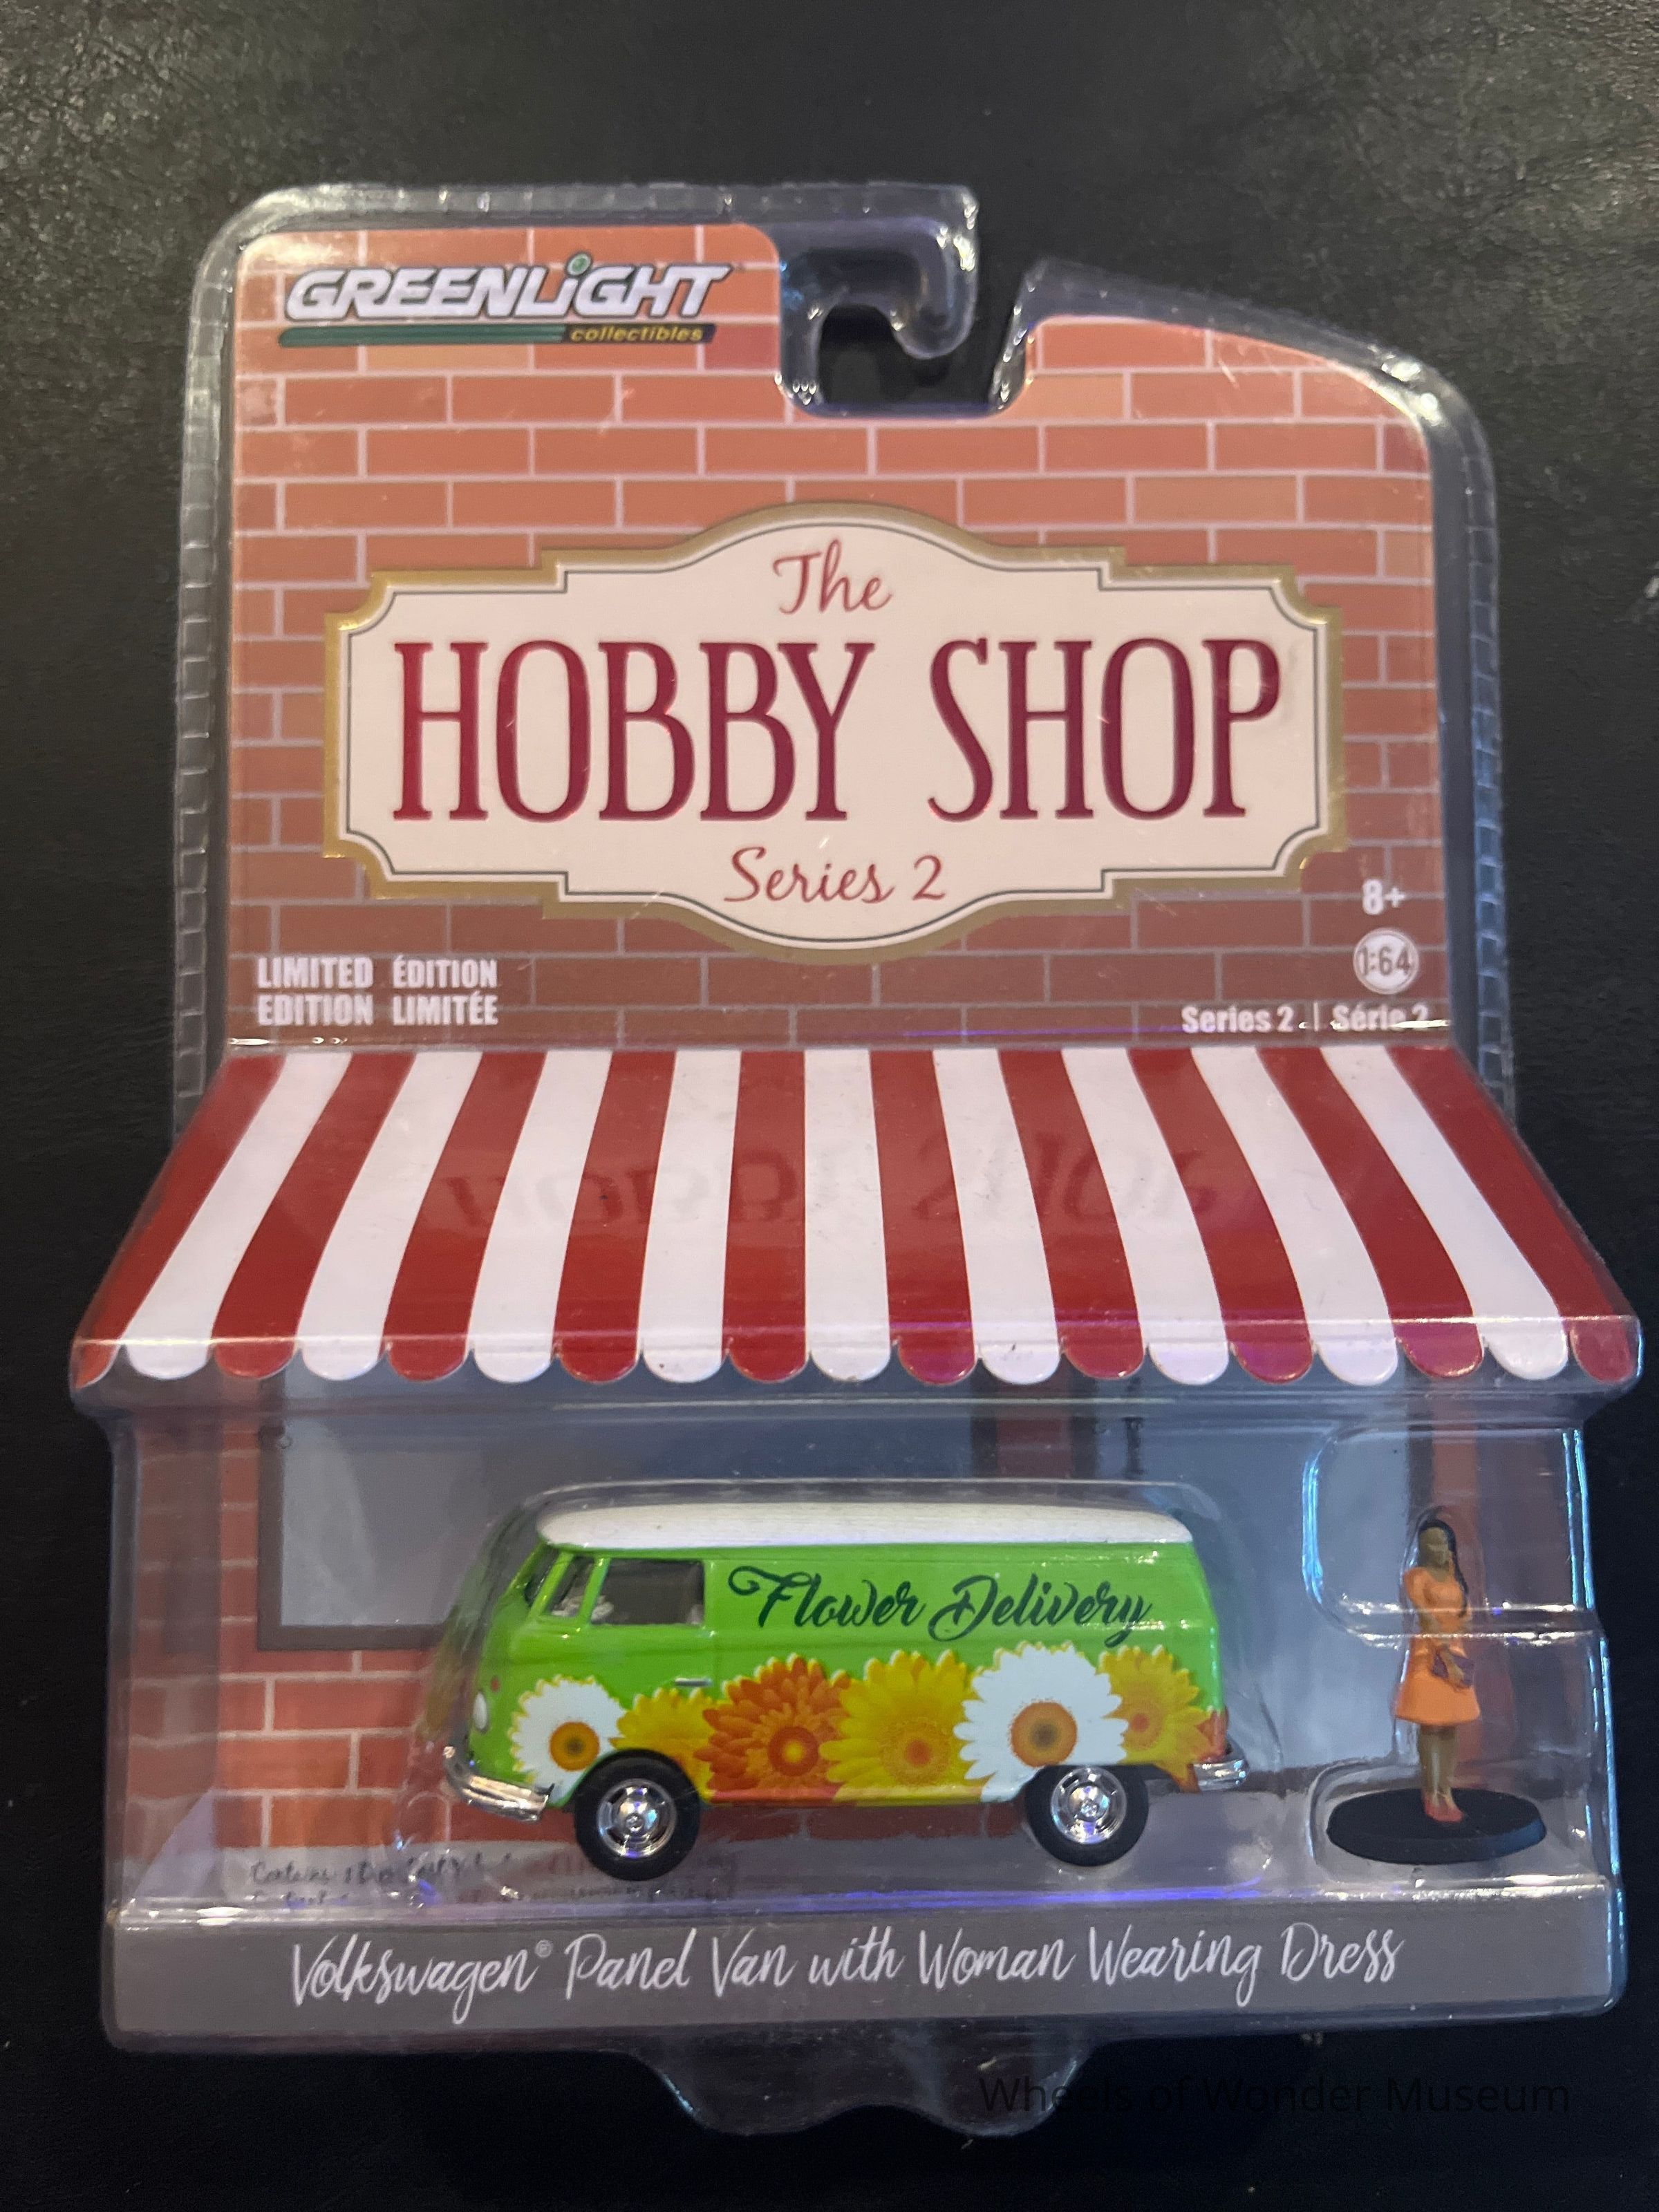 GREENLiGHT
collectibles
The
HOBBY SHOP
Series 2
8+
1:64
LIMITED ÉDITION
EDITION LIMITÉE
Series 2 | Série 2
Flower Delivery
Volkswagen® Panel Van with Woman Wearing Dress
Wheels of Wonder Museum